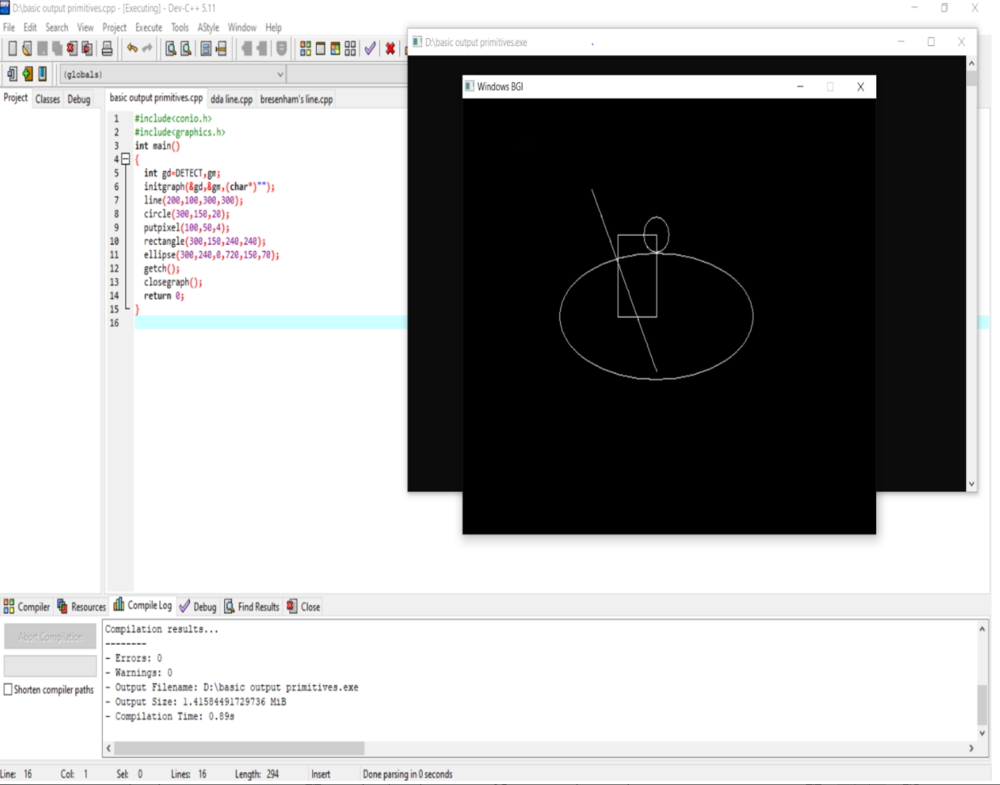 D:\basic output primitives.cpp - [Executing] - Dev-C++ 5.11
File Edit Search View Project Execute Tools AStyle Window Help
(globals)
Project Classes Debug
basic output primitives.cpp dda line.cpp bresenham's line.cpp
1 #include<conio.h>
2 #include<graphics.h>
3 int main()
4 {
5 int gd=DETECT,gm;
6 initgraph(&gd,&gm,(char*)"");
7 line(200,100,300,300);
8 circle(300,150,20);
9 putpixel(100,50,4);
10 rectangle(300,150,240,240);
11 ellipse(300,240,0,720,150,70);
12 getch();
13 closegraph();
14 return 0;
15 }
16
D:\basic output primitives.exe
Windows BGI
Compiler Resources Compile Log Debug Find Results Close
Abort Compilation
Shorten compiler paths
Compilation results...
--------
- Errors: 0
- Warnings: 0
- Output Filename: D:\basic output primitives.exe
- Output Size: 1.41584491729736 MiB
- Compilation Time: 0.89s
Line: 16 Col: 1 Sel: 0 Lines: 16 Length: 294 Insert Done parsing in 0 seconds